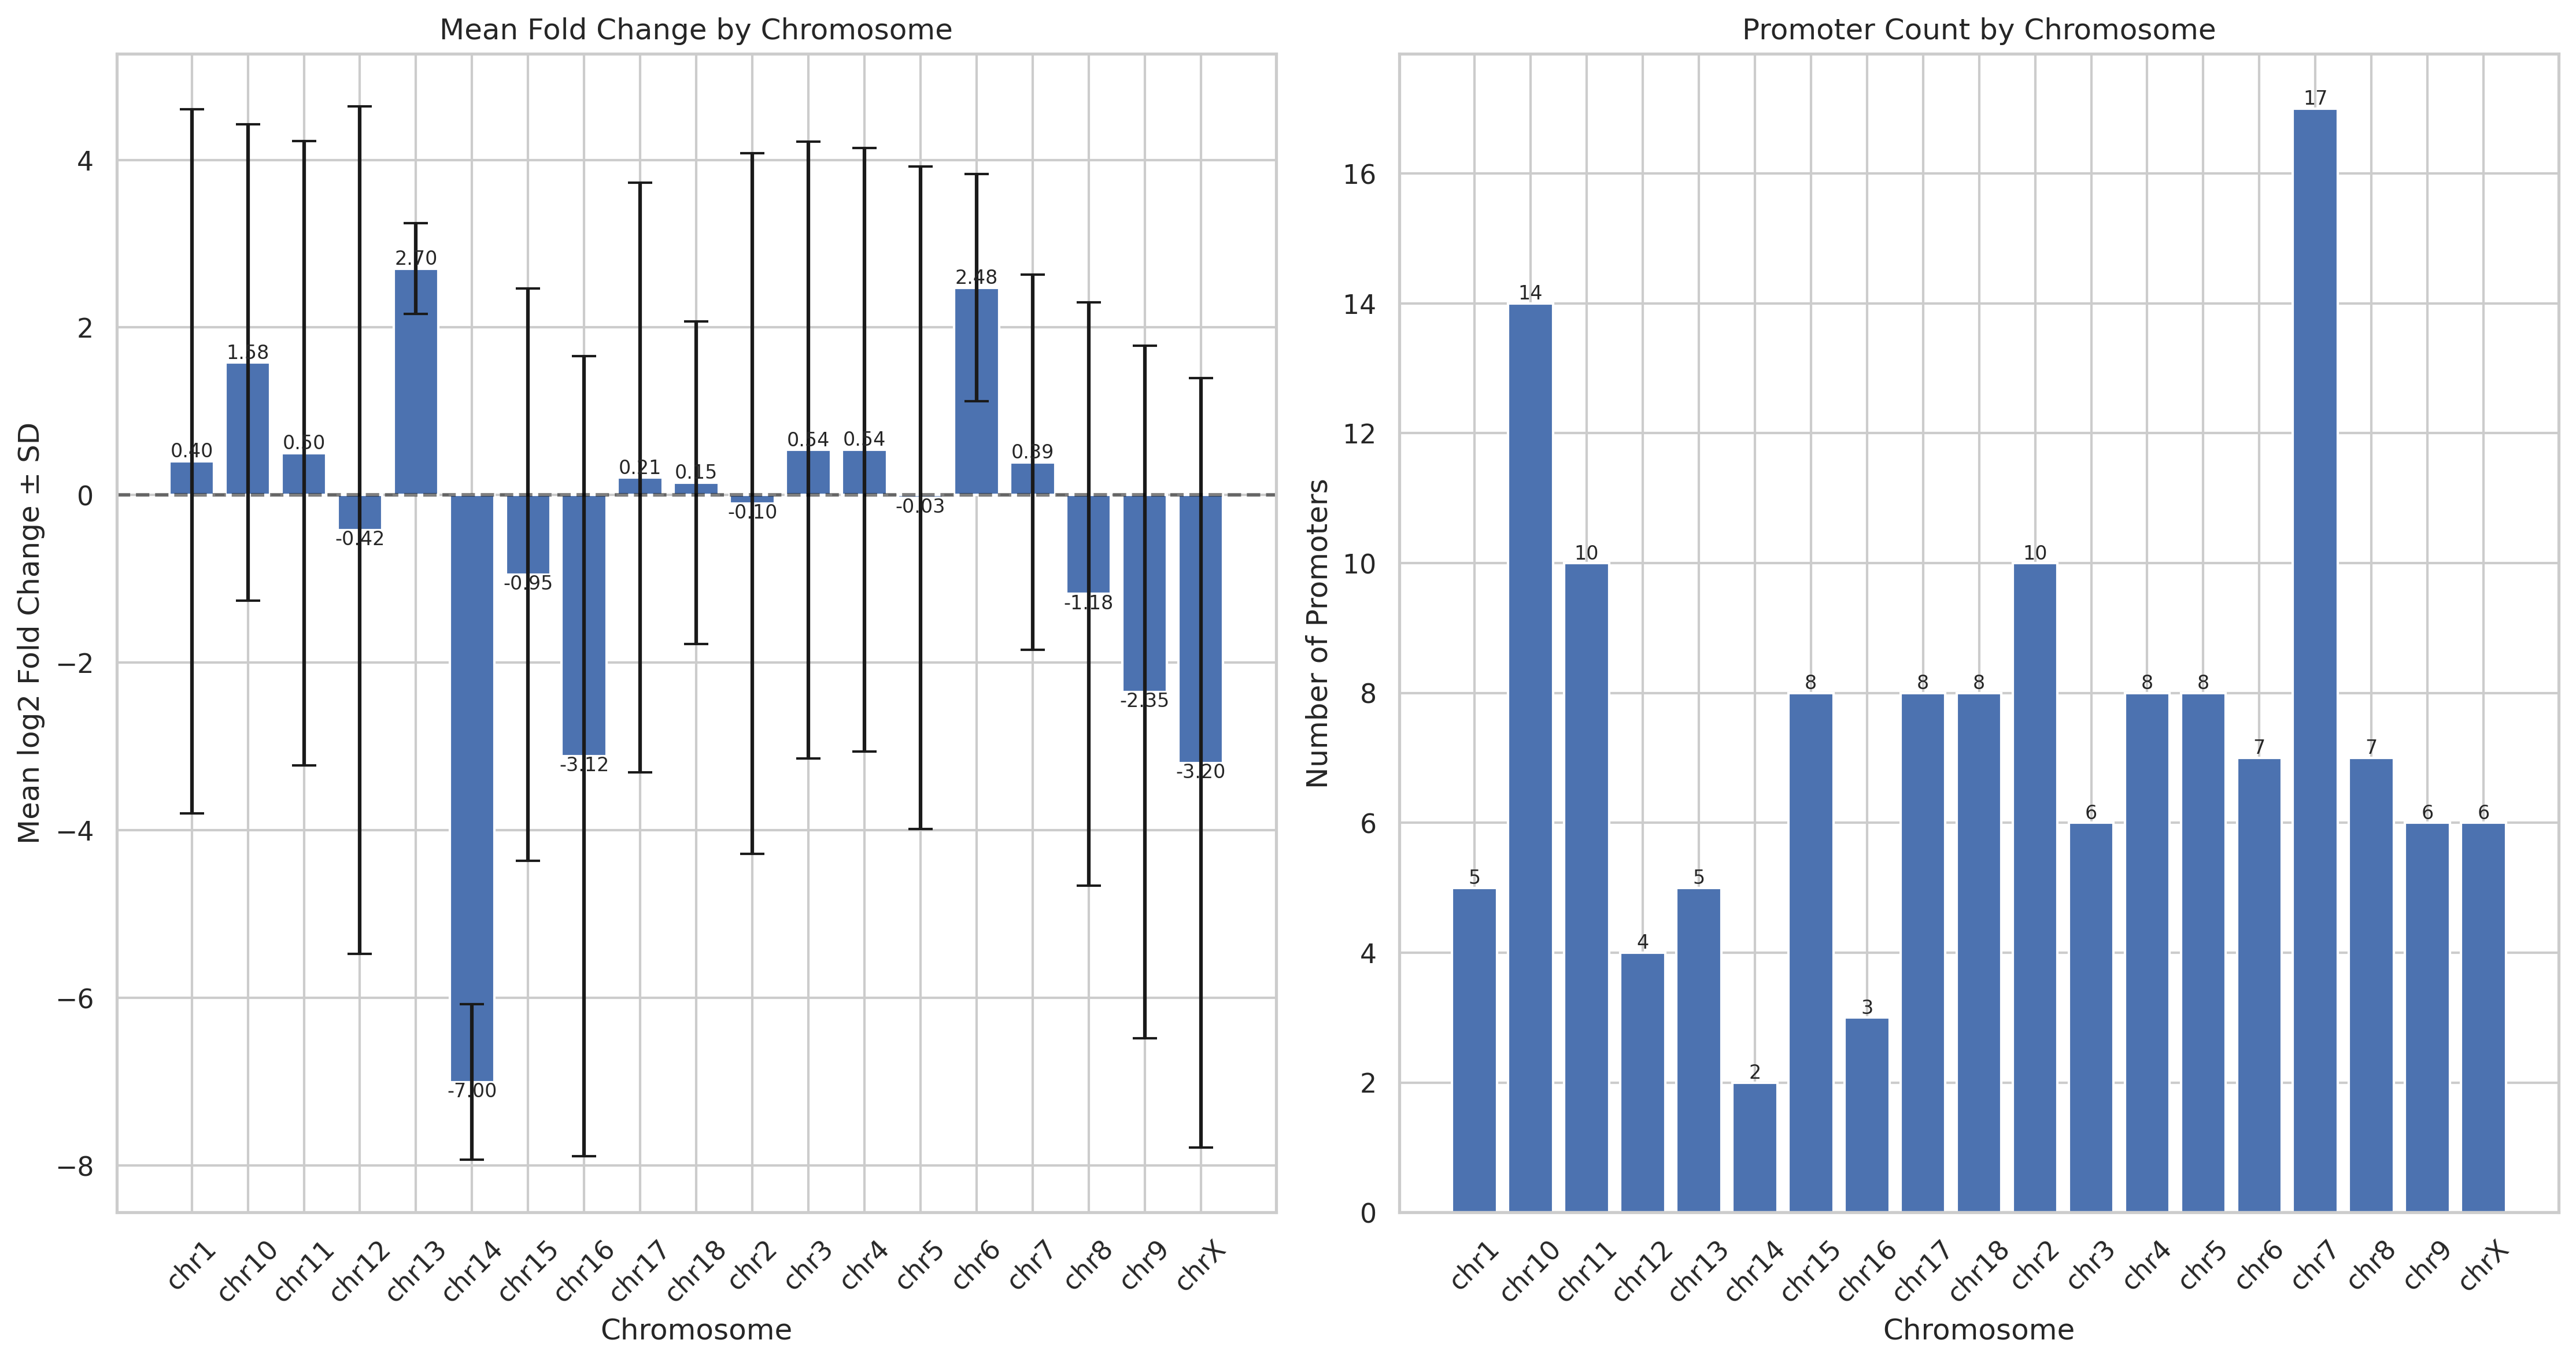 Mean Fold Change by Chromosome
Mean log2 Fold Change ± SD
4
2
0
−2
−4
−6
−8
0.40
1.58
0.50
-0.42
2.70
-7.00
-0.95
-3.12
0.21
0.15
-0.10
0.54
0.54
-0.03
2.48
0.39
-1.18
-2.35
-3.20
chr1
chr10
chr11
chr12
chr13
chr14
chr15
chr16
chr17
chr18
chr2
chr3
chr4
chr5
chr6
chr7
chr8
chr9
chrX
Chromosome
Promoter Count by Chromosome
Number of Promoters
16
14
12
10
8
6
4
2
0
5
14
10
4
5
2
8
3
8
8
10
6
8
8
7
17
7
6
6
chr1
chr10
chr11
chr12
chr13
chr14
chr15
chr16
chr17
chr18
chr2
chr3
chr4
chr5
chr6
chr7
chr8
chr9
chrX
Chromosome